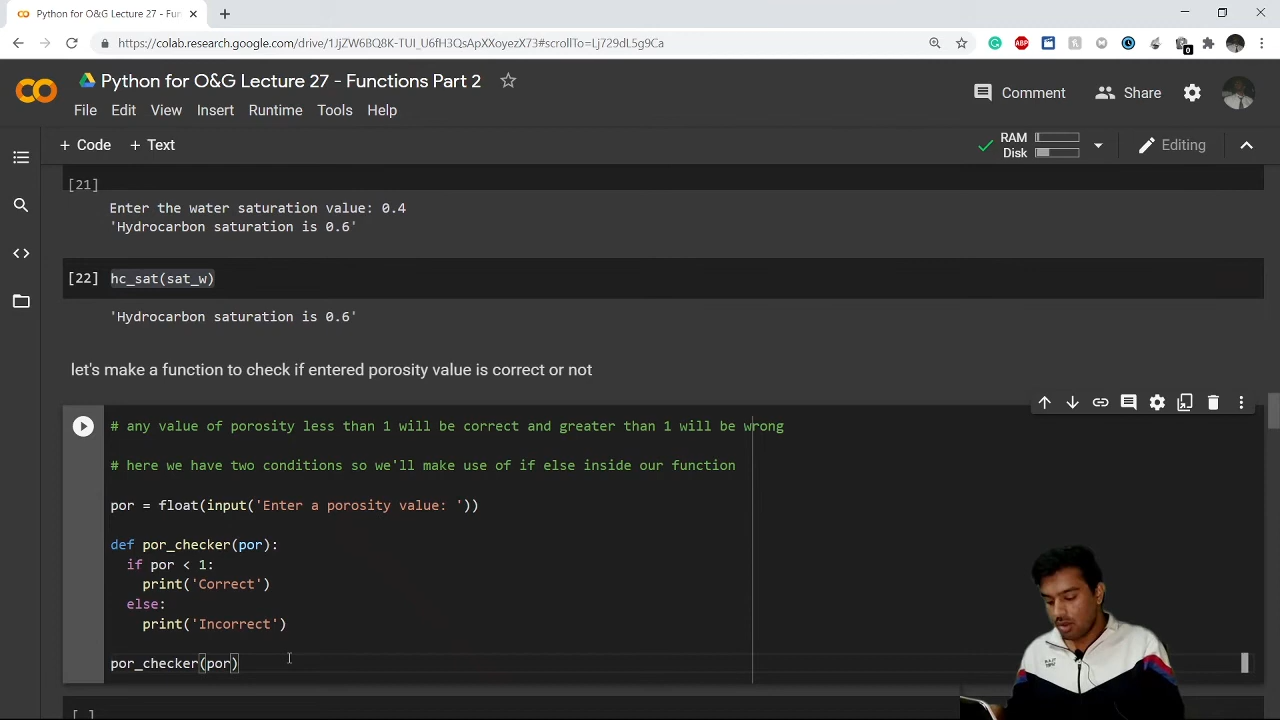 Python for O&G Lecture 27 - Fun
https://colab.research.google.com/drive/1JjZW6lSQ8K-TUI_U6fH3QsApVXoyezX73#scrollTo=Lj729dL5g9Ca
ABP
0
Python for O&G Lecture 27 - Functions Part 2
Comment
Share
File Edit View Insert Runtime Tools Help
+ Code + Text
RAM
Disk
Editing
[21]
Enter the water saturation value: 0.4
'Hydrocarbon saturation is 0.6'
[22] hc_sat(sat_w)
'Hydrocarbon saturation is 0.6'
let's make a function to check if entered porosity value is correct or not
# any value of porosity less than 1 will be correct and greater than 1 will be wrong
# here we have two conditions so we'll make use of if else inside our function
por = float(input('Enter a porosity value: '))
def por_checker(por):
if por < 1:
print('Correct')
else:
print('Incorrect')
por_checker(por)
[ ]